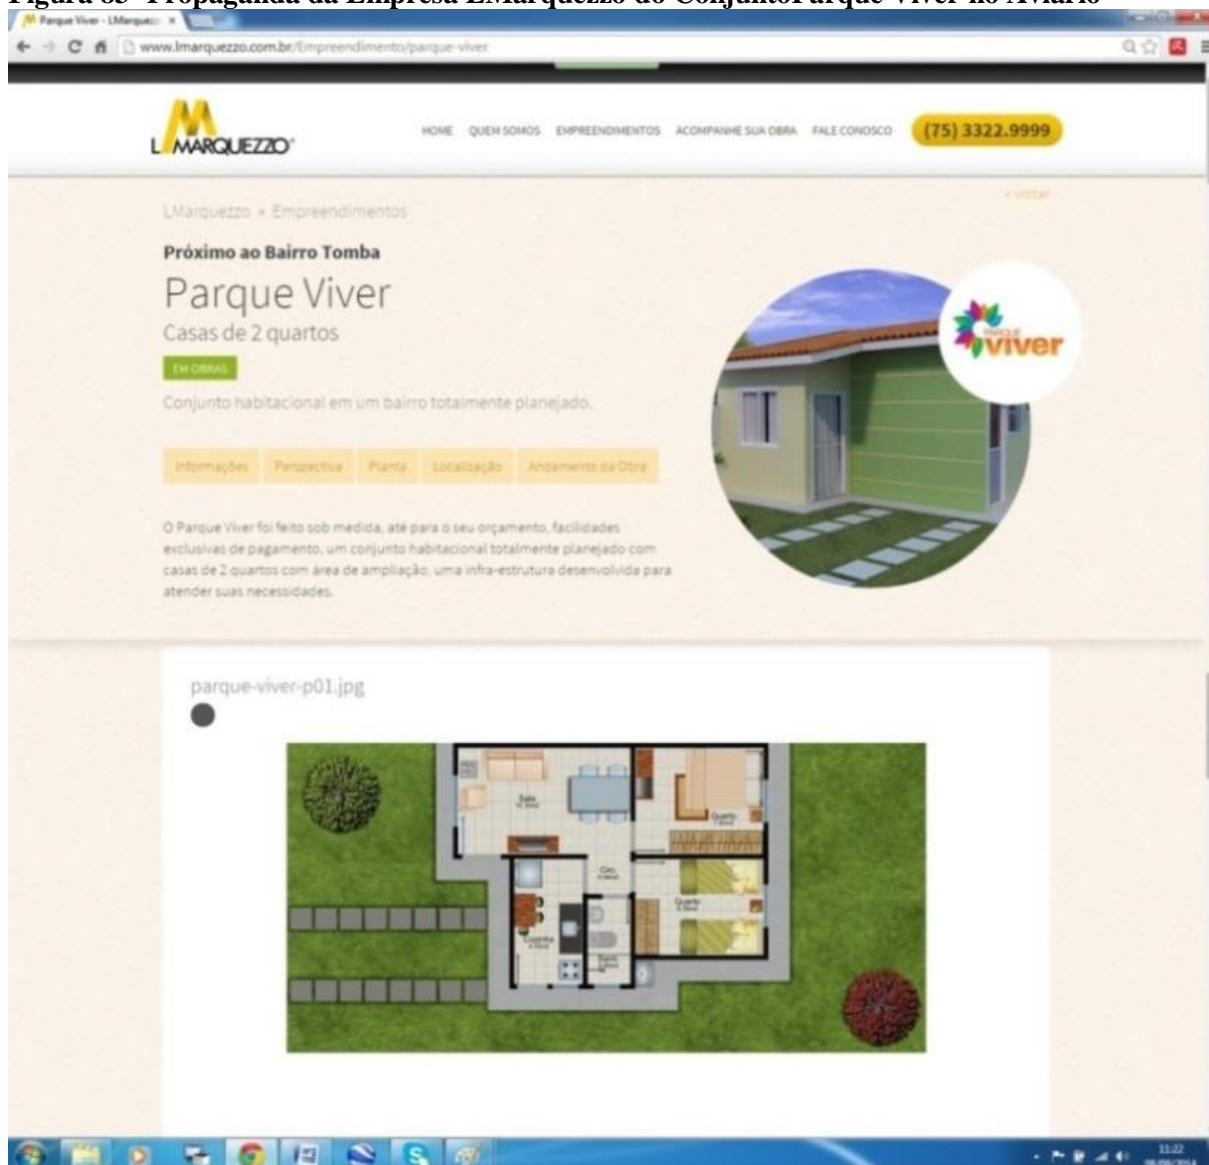 Figura 85- Propaganda da Empresa LMarquezzo do ConjuntoParque Viver no Aviário
Parque Viver - LMarquez
www.lmarquezzo.com.br/Empreendimento/parque-viver
L MARQUEZZO
HOME QUEM SOMOS EMPREENDIMENTOS ACOMPANHE SUA OBRA FALE CONOSCO (75) 3322.9999
« voltar
LMarquezzo » Empreendimentos
Próximo ao Bairro Tomba
Parque Viver
Casas de 2 quartos
EM OBRAS
Conjunto habitacional em um bairro totalmente planejado.
PARQUE
viver
Informações Perspectiva Planta Localização Andamento da Obra
O Parque Viver foi feito sob medida, até para o seu orçamento, facilidades
exclusivas de pagamento, um conjunto habitacional totalmente planejado com
casas de 2 quartos com área de ampliação, uma infra-estrutura desenvolvida para
atender suas necessidades.
parque-viver-p01.jpg
Sala
Quarto
Circ.
Quarto
Cozinha
11:22